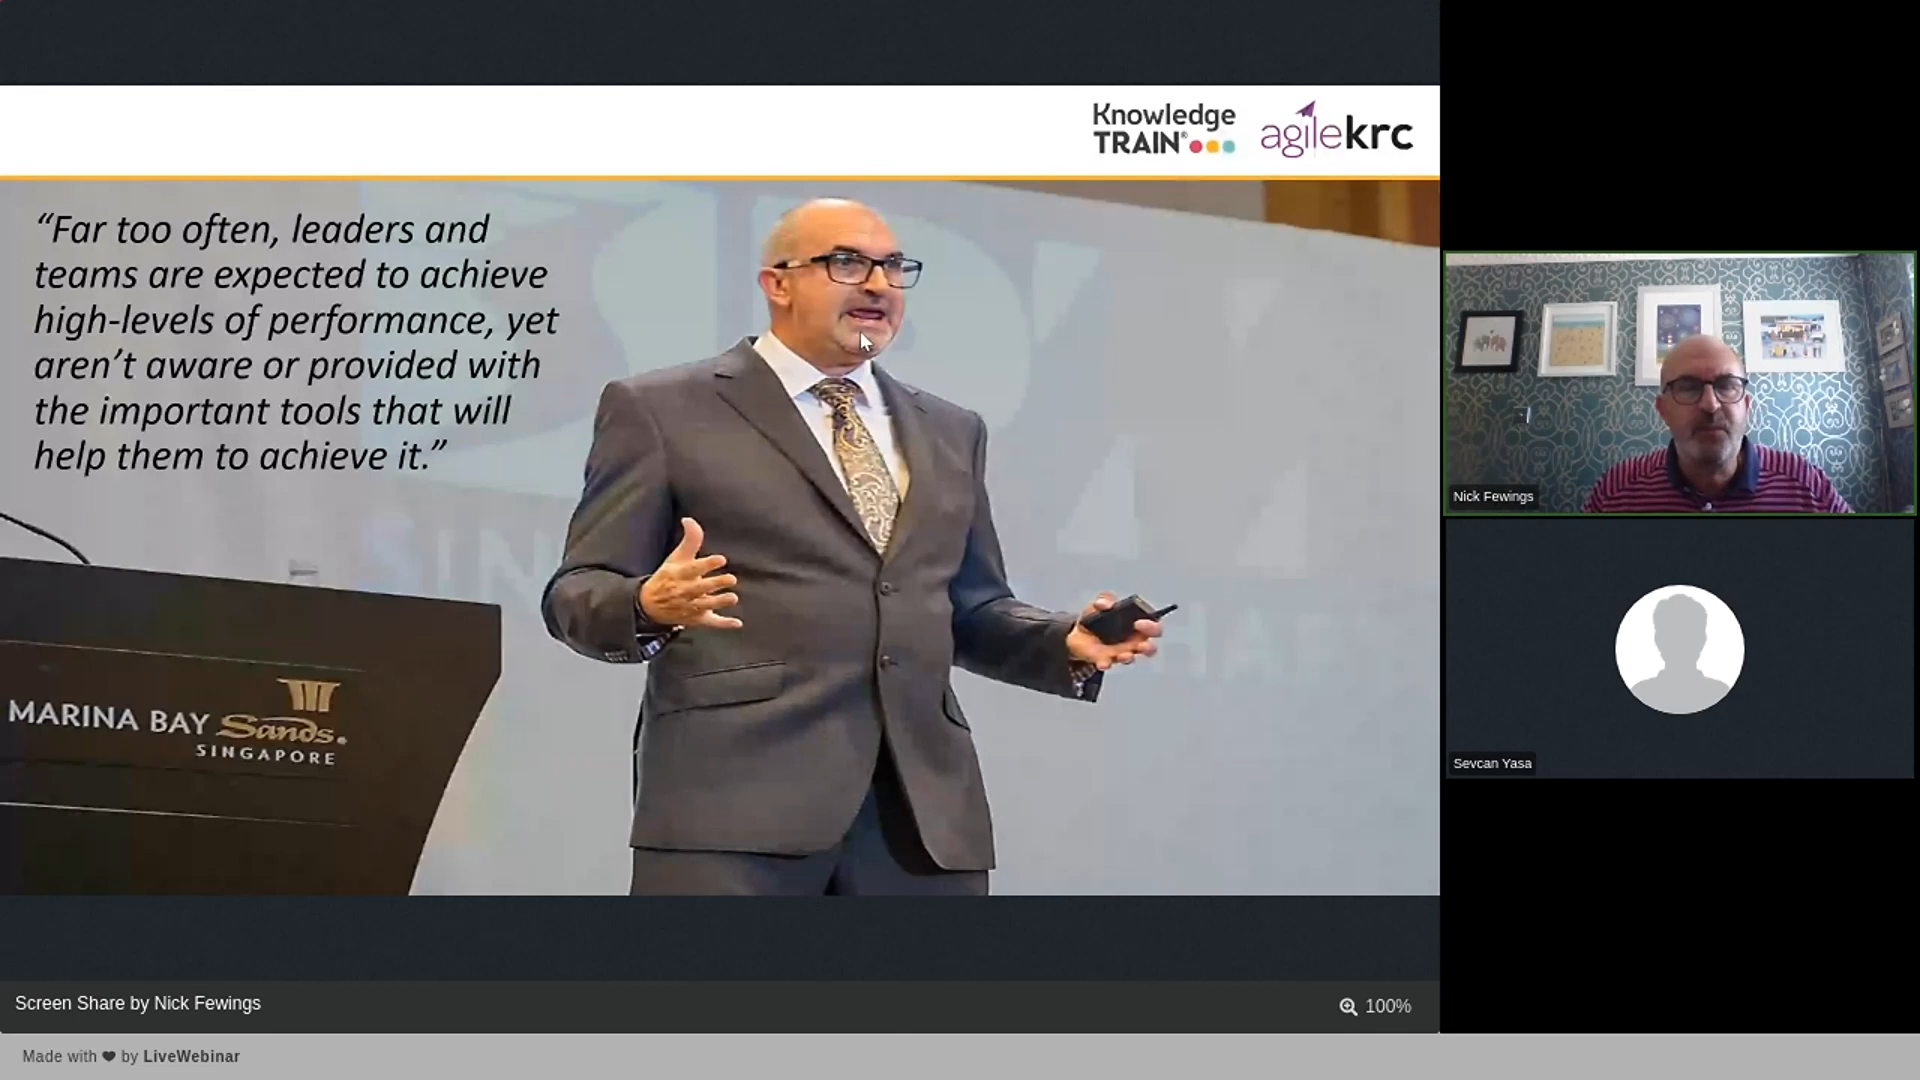 Knowledge
TRAIN®
agilekrc
“Far too often, leaders and
teams are expected to achieve
high-levels of performance, yet
aren’t aware or provided with
the important tools that will
help them to achieve it.”
MARINA BAY Sands.
SINGAPORE
Nick Fewings
Sevcan Yasa
Screen Share by Nick Fewings
100%
Made with ❤ by LiveWebinar